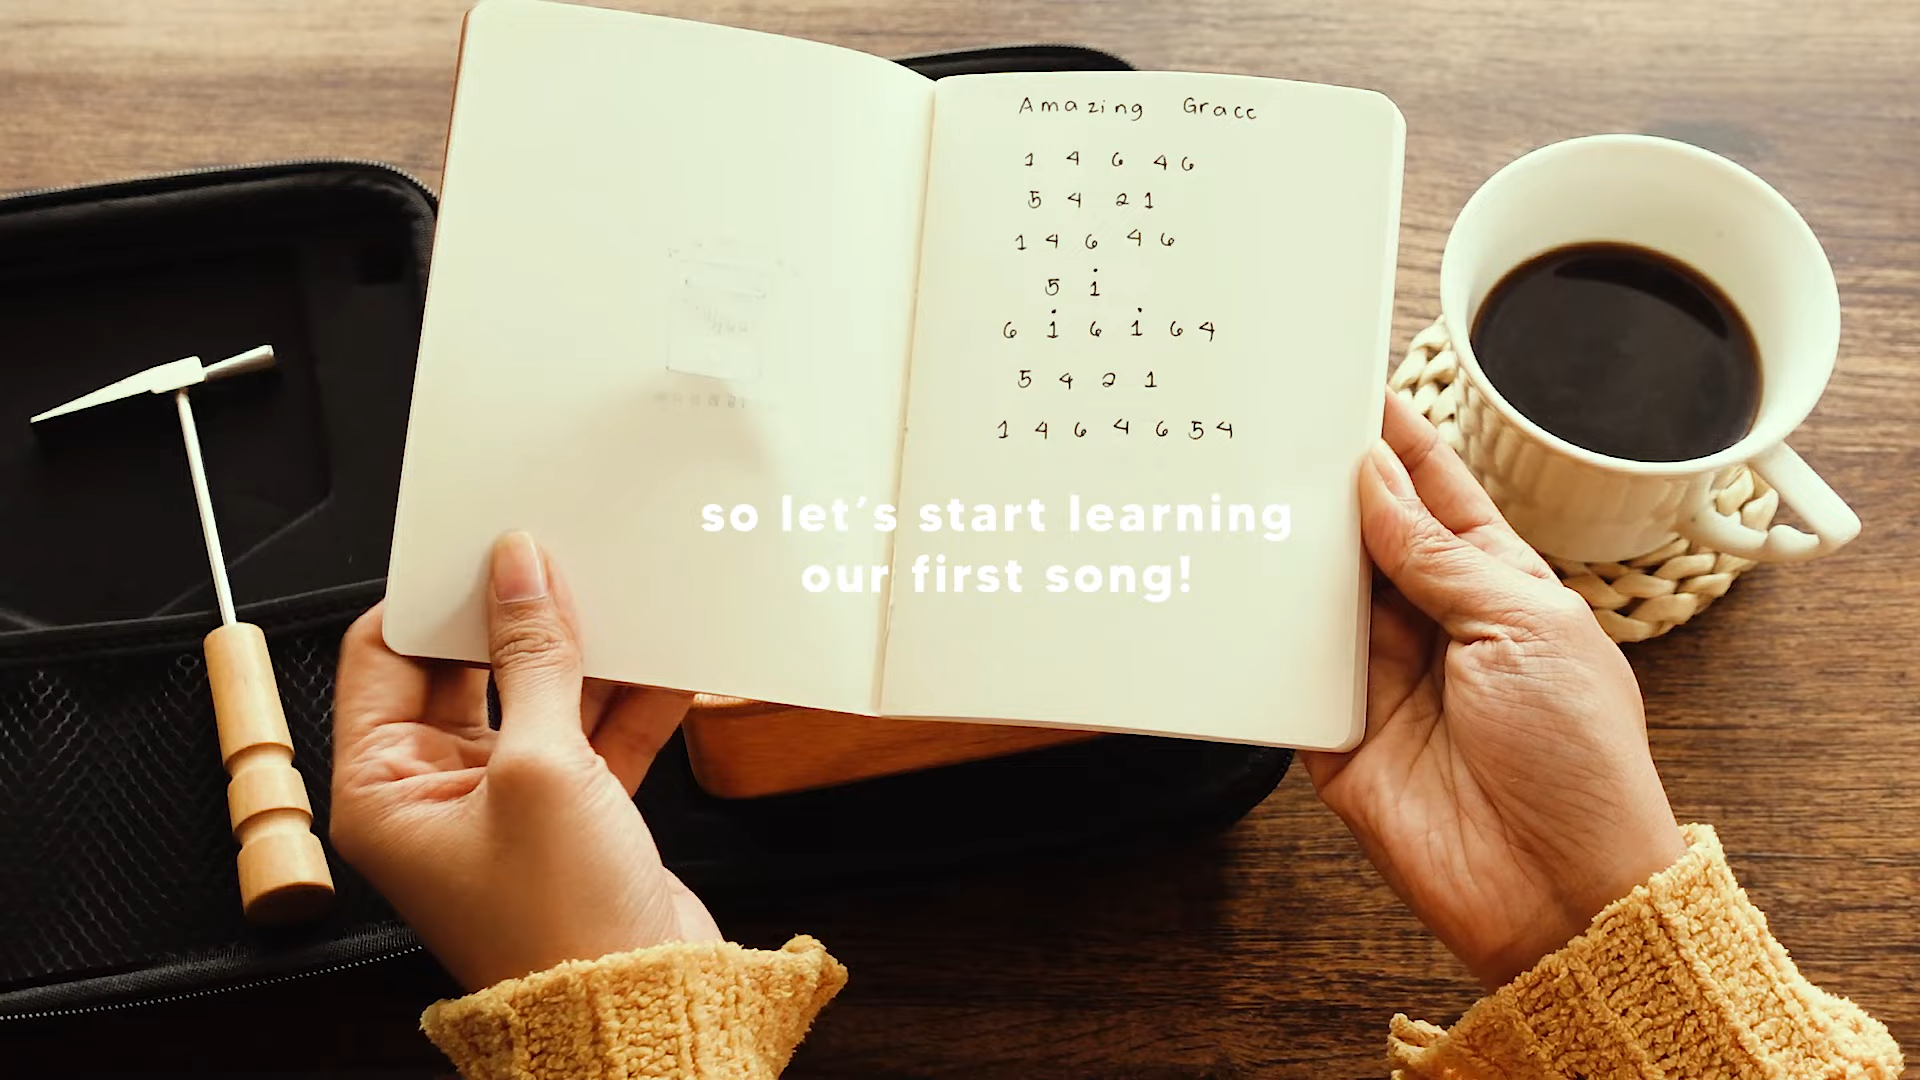 Amazing Grace
1 4 6 4 6
5 4 2 1
1 4 6 4 6
5 i
6 i 6 i 6 4
5 4 2 1
1 4 6 4 6 5 4
so let's start learning
our first song!